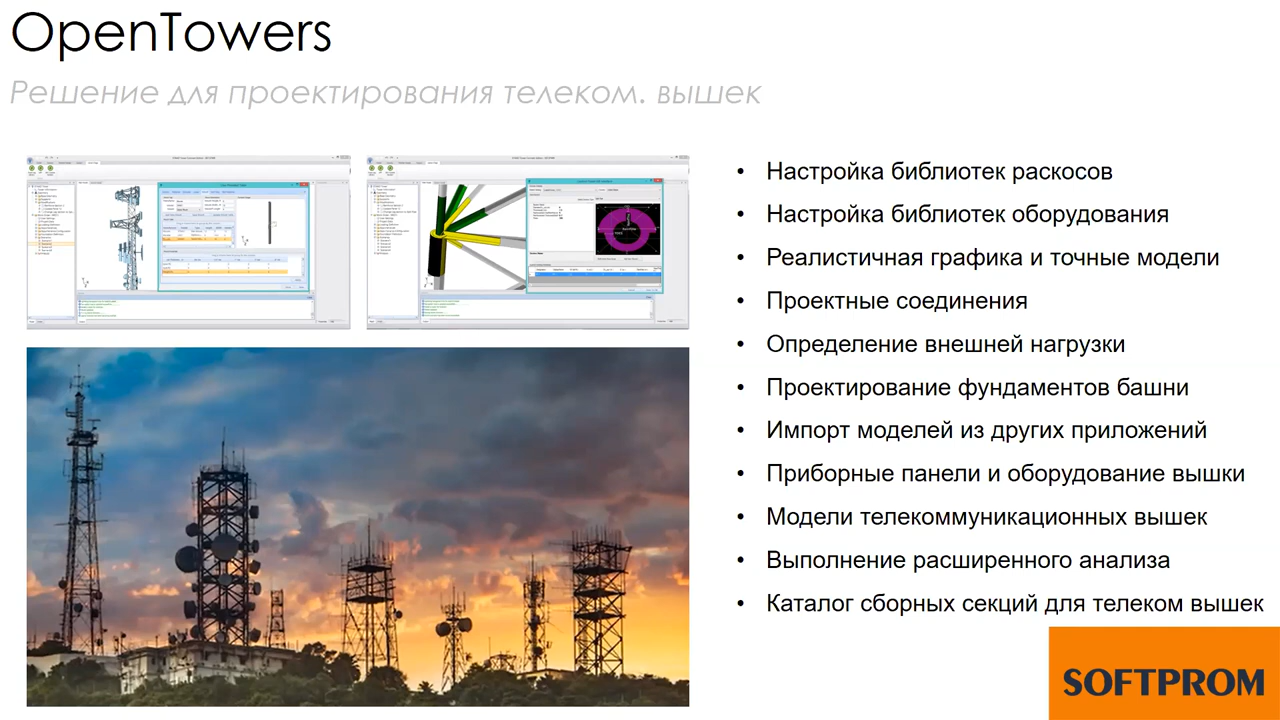 OpenTowers
Решение для проектирования телеком. вышек
• Настройка библиотек раскосов
• Настройка библиотек оборудования
• Реалистичная графика и точные модели
• Проектные соединения
• Определение внешней нагрузки
• Проектирование фундаментов башни
• Импорт моделей из других приложений
• Приборные панели и оборудование вышки
• Модели телекоммуникационных вышек
• Выполнение расширенного анализа
• Каталог сборных секций для телеком вышек
SOFTPROM